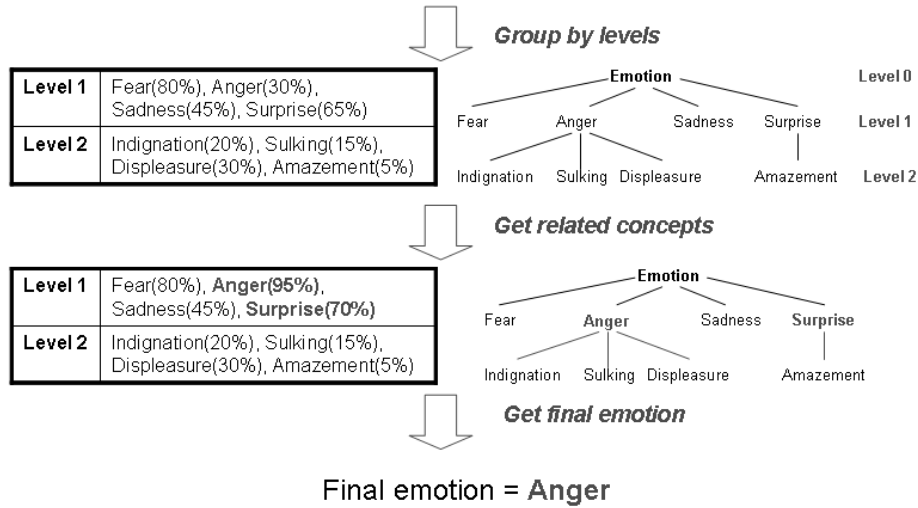 Group by levels
Level 1 Fear(80%), Anger(30%),
Sadness(45%), Surprise(65%)
Level 2 Indignation(20%), Sulking(15%),
Displeasure(30%), Amazement(5%)
Emotion Level 0
Fear Anger Sadness Surprise Level 1
Indignation Sulking Displeasure Amazement Level 2
Get related concepts
Level 1 Fear(80%), Anger(95%),
Sadness(45%), Surprise(70%)
Level 2 Indignation(20%), Sulking(15%),
Displeasure(30%), Amazement(5%)
Emotion
Fear Anger Sadness Surprise
Indignation Sulking Displeasure Amazement
Get final emotion
Final emotion = Anger